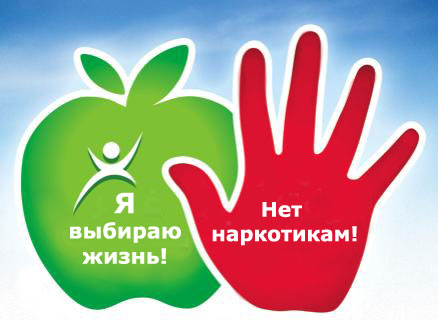 Я
выбираю
жизнь!
Нет
наркотикам!